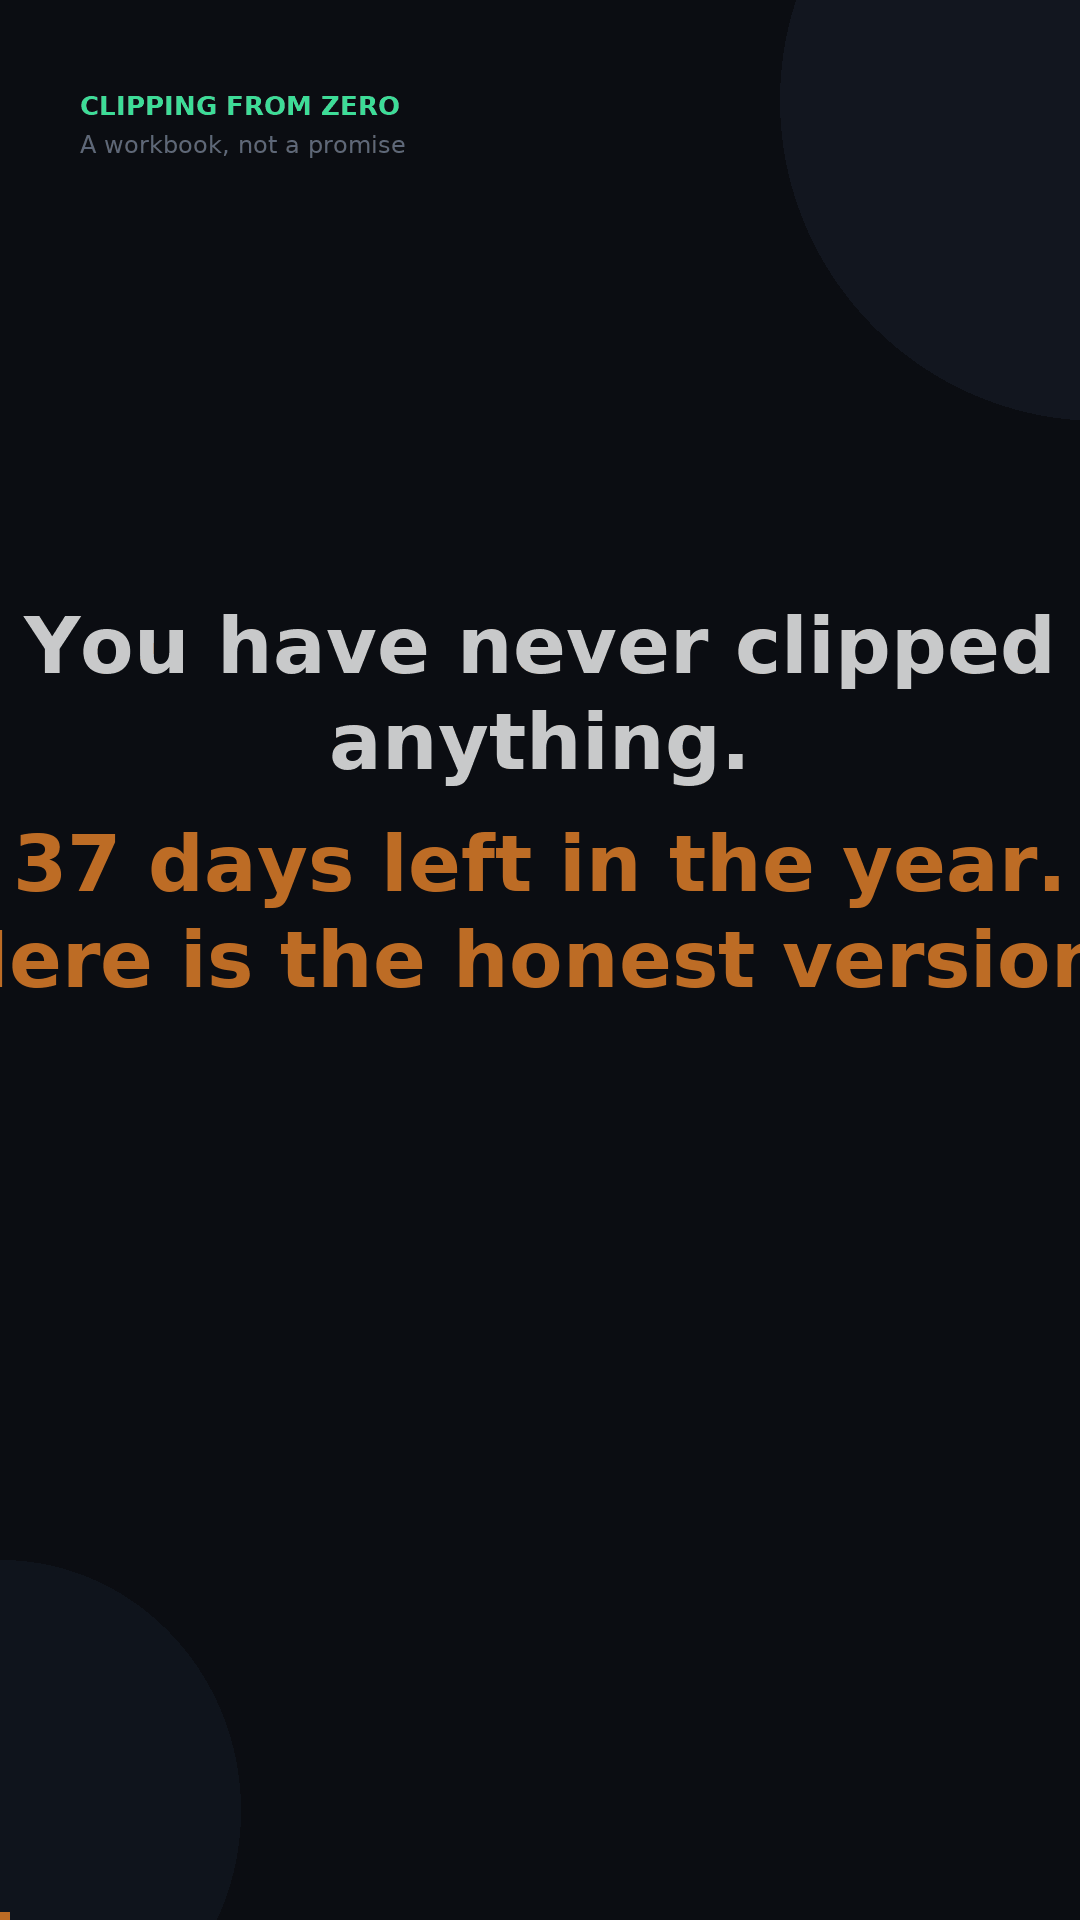 CLIPPING FROM ZERO
A workbook, not a promise
You have never clipped
anything.
37 days left in the year.
ere is the honest version